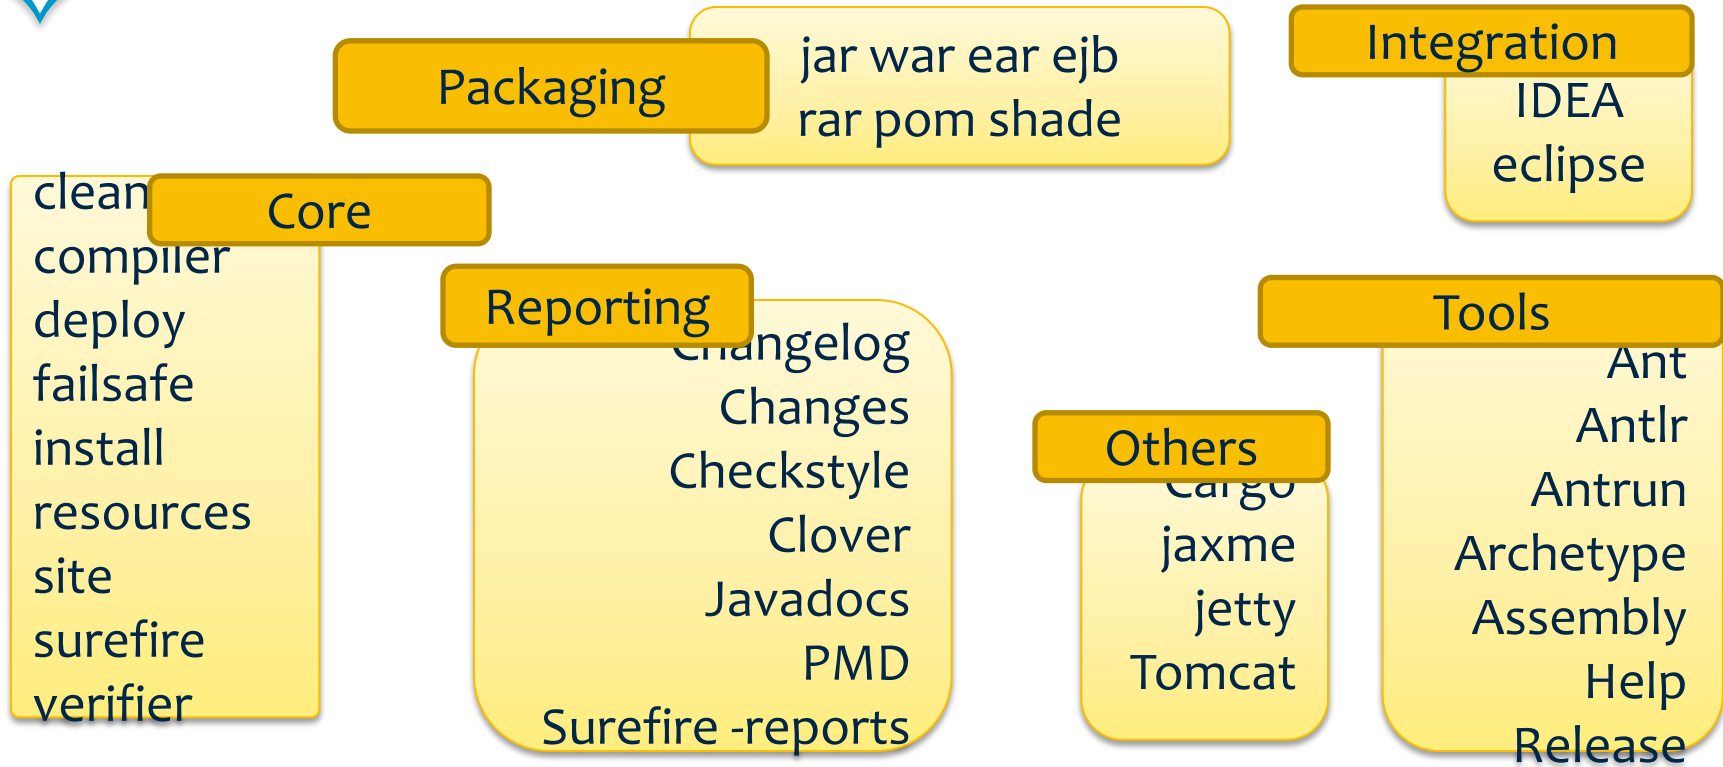 Packaging
jar war ear ejb
rar pom shade
Integration
IDEA
eclipse
Core
clean
compiler
deploy
failsafe
install
resources
site
surefire
verifier
Reporting
Changelog
Changes
Checkstyle
Clover
Javadocs
PMD
Surefire -reports
Others
Cargo
jaxme
jetty
Tomcat
Tools
Ant
Antlr
Antrun
Archetype
Assembly
Help
Release